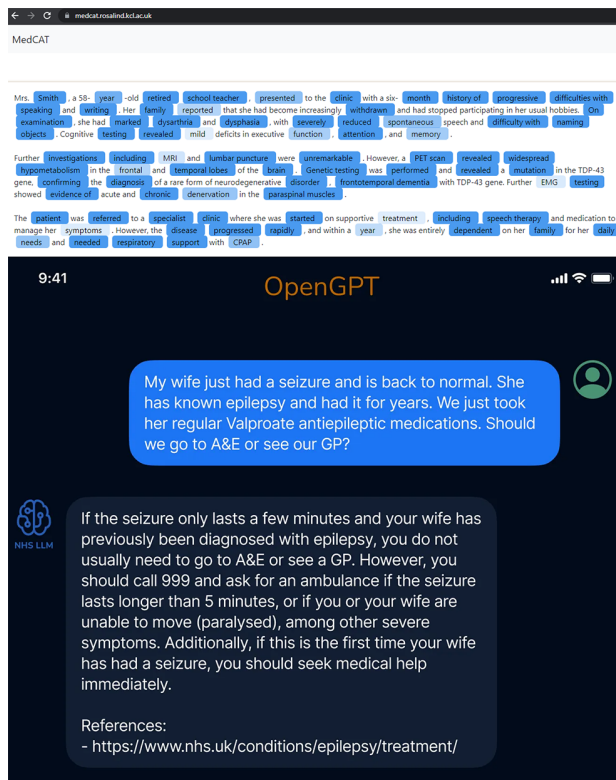 medcat.rosalind.kcl.ac.uk
MedCAT
Mrs. Smith , a 58- year -old retired school teacher , presented to the clinic with a six- month history of progressive difficulties with
speaking and writing . Her family reported that she had become increasingly withdrawn and had stopped participating in her usual hobbies. On
examination , she had marked dysarthria and dysphasia , with severely reduced spontaneous speech and difficulty with naming
objects . Cognitive testing revealed mild deficits in executive function , attention , and memory .
Further investigations including MRI and lumbar puncture were unremarkable . However, a PET scan revealed widespread
hypometabolism in the frontal and temporal lobes of the brain . Genetic testing was performed and revealed a mutation in the TDP-43
gene, confirming the diagnosis of a rare form of neurodegenerative disorder , frontotemporal dementia with TDP-43 gene. Further EMG testing
showed evidence of acute and chronic denervation in the paraspinal muscles .
The patient was referred to a specialist clinic where she was started on supportive treatment , including speech therapy and medication to
manage her symptoms . However, the disease progressed rapidly , and within a year , she was entirely dependent on her family for her daily
needs and needed respiratory support with CPAP .
9:41
OpenGPT
My wife just had a seizure and is back to normal. She
has known epilepsy and had it for years. We just took
her regular Valproate antiepileptic medications. Should
we go to A&E or see our GP?
NHS LLM
If the seizure only lasts a few minutes and your wife has
previously been diagnosed with epilepsy, you do not
usually need to go to A&E or see a GP. However, you
should call 999 and ask for an ambulance if the seizure
lasts longer than 5 minutes, or if you or your wife are
unable to move (paralysed), among other severe
symptoms. Additionally, if this is the first time your wife
has had a seizure, you should seek medical help
immediately.
References:
- https://www.nhs.uk/conditions/epilepsy/treatment/